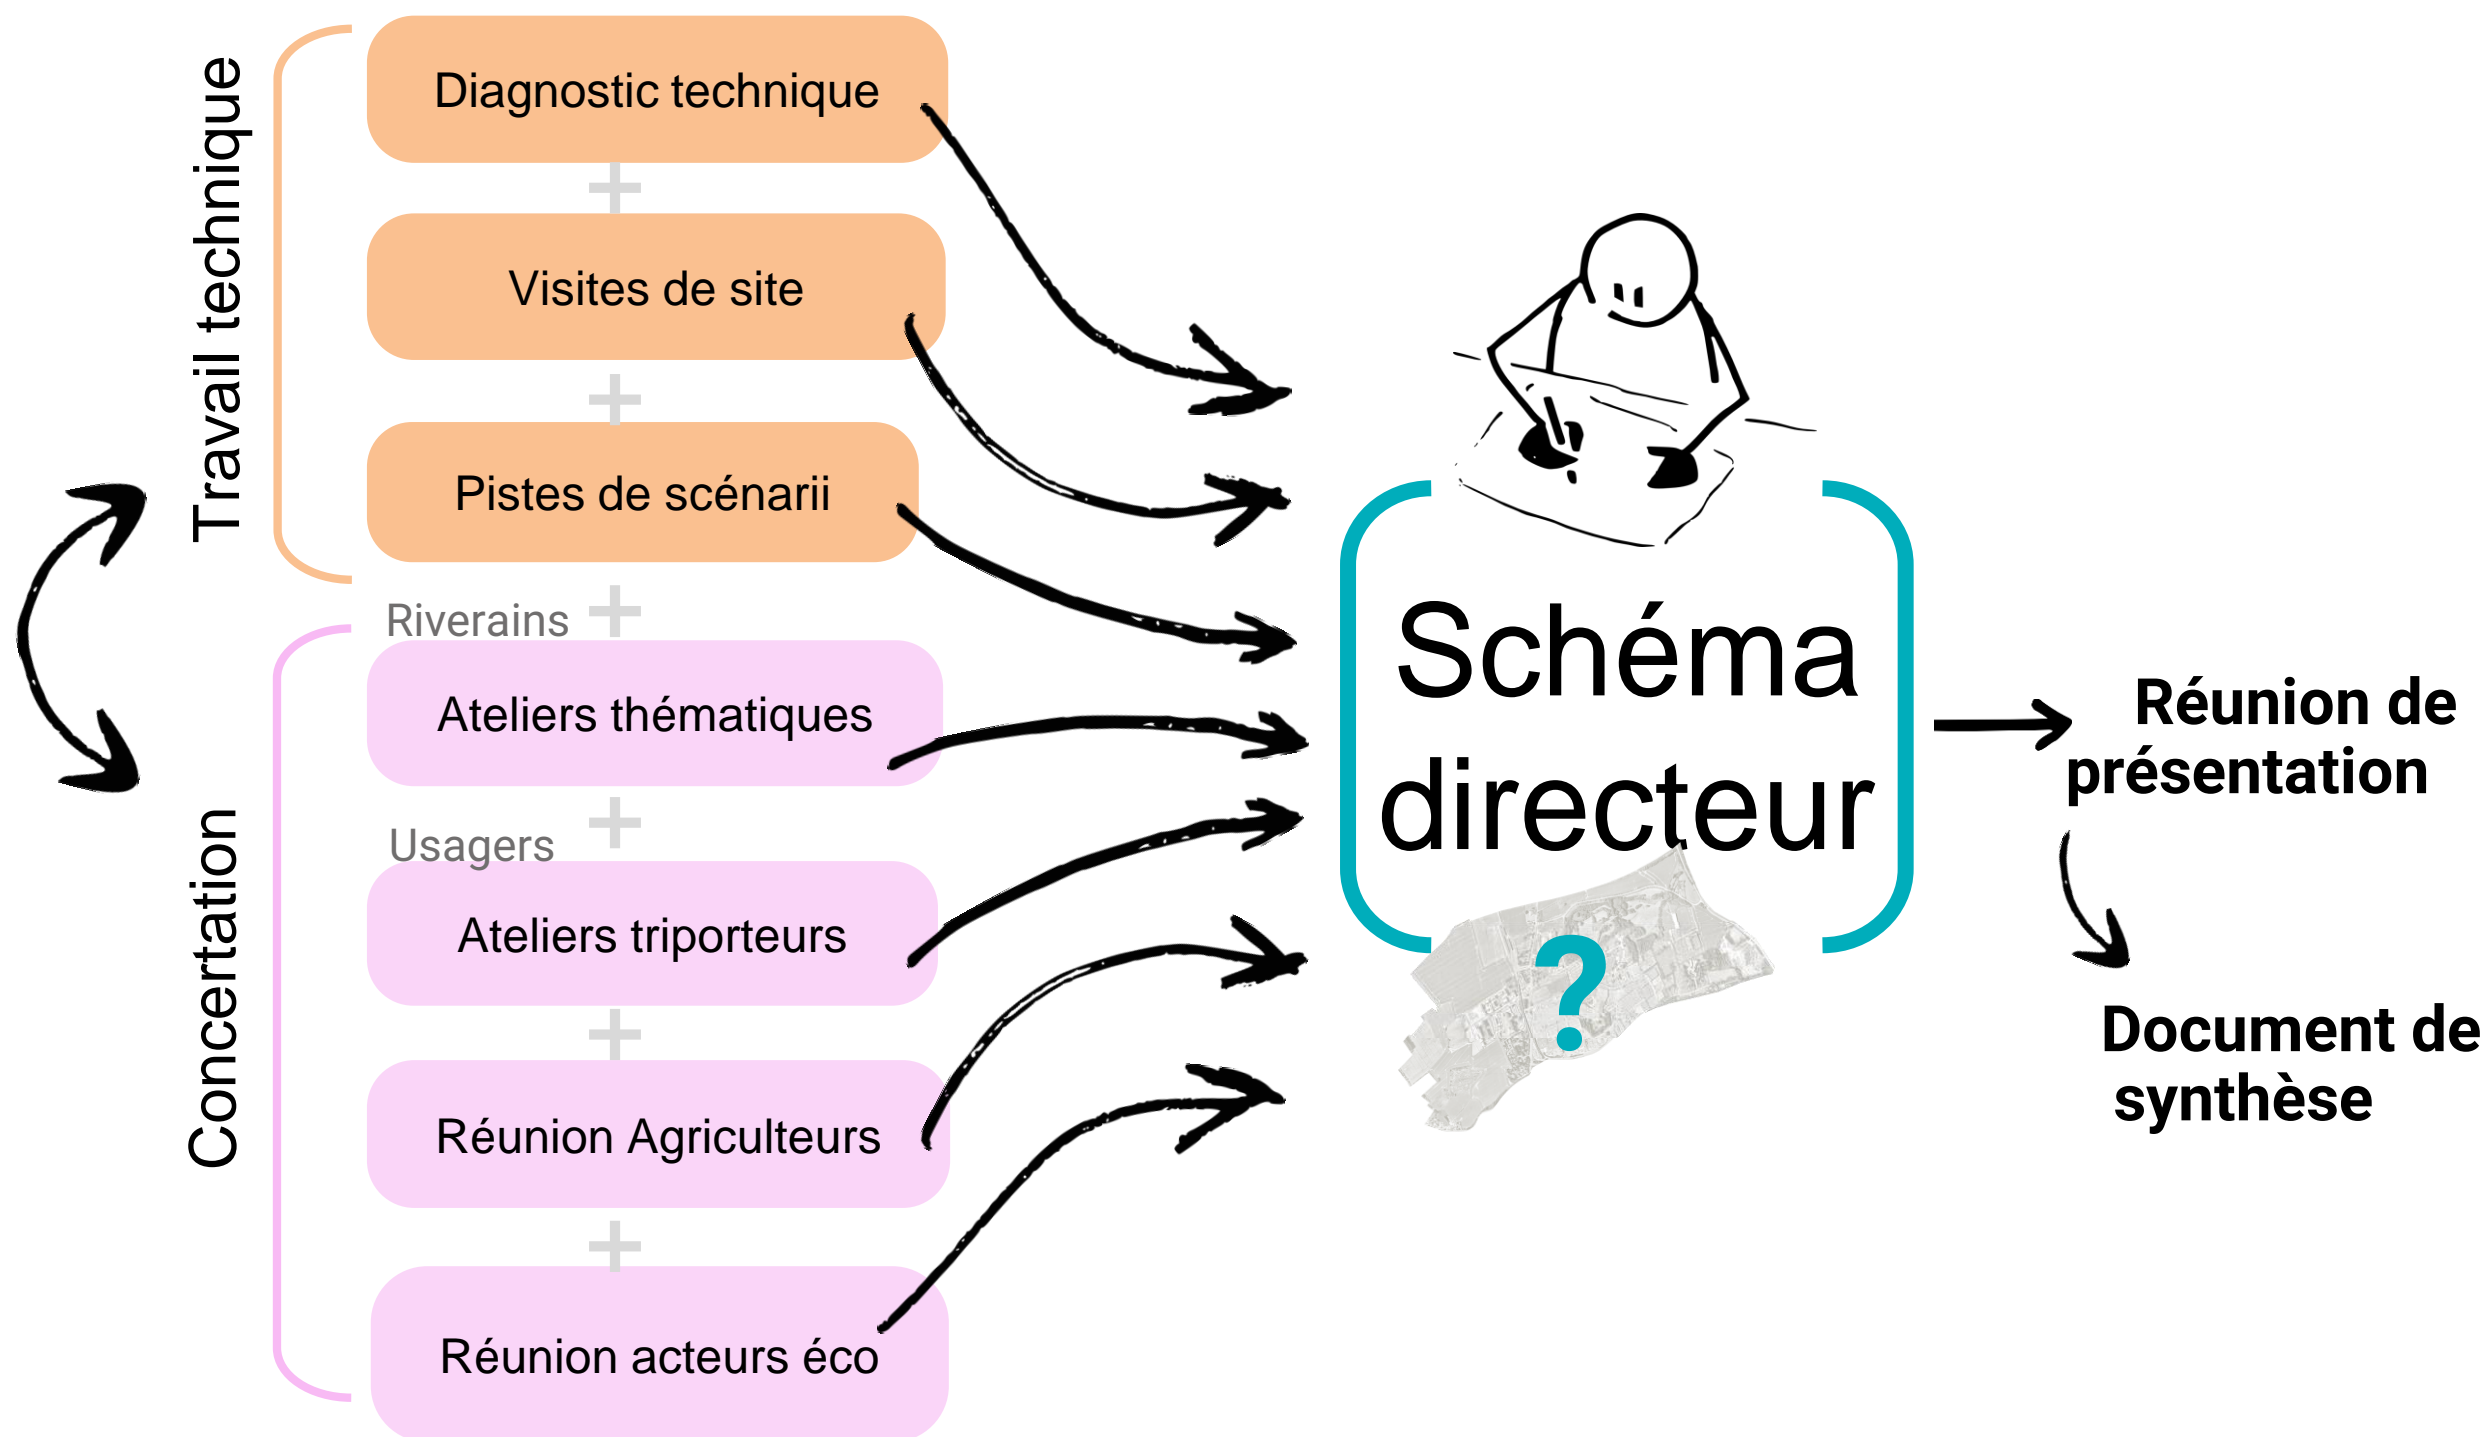 Travail technique
Diagnostic technique
+
Visites de site
+
Pistes de scénarii
+
Concertation
Riverains
Ateliers thématiques
+
Usagers
Ateliers triporteurs
+
Réunion Agriculteurs
+
Réunion acteurs éco
Schéma
directeur
?
Réunion de
présentation
Document de
synthèse